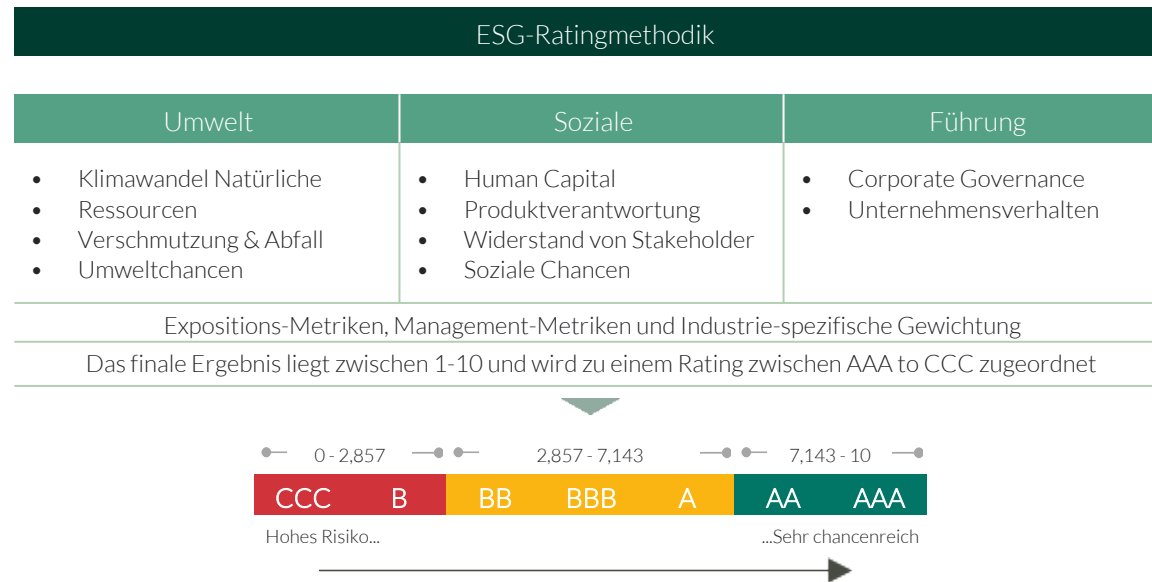 ESG-Ratingmethodik
Umwelt
Soziale
Führung
• Klimawandel Natürliche
• Ressourcen
• Verschmutzung & Abfall
• Umweltchancen
• Human Capital
• Produktverantwortung
• Widerstand von Stakeholder
• Soziale Chancen
• Corporate Governance
• Unternehmensverhalten
Expositions-Metriken, Management-Metriken und Industrie-spezifische Gewichtung
Das finale Ergebnis liegt zwischen 1-10 und wird zu einem Rating zwischen AAA to CCC zugeordnet
0 - 2,857
2,857 - 7,143
7,143 - 10
CCC B BB BBB A AA AAA
Hohes Risiko...
...Sehr chancenreich